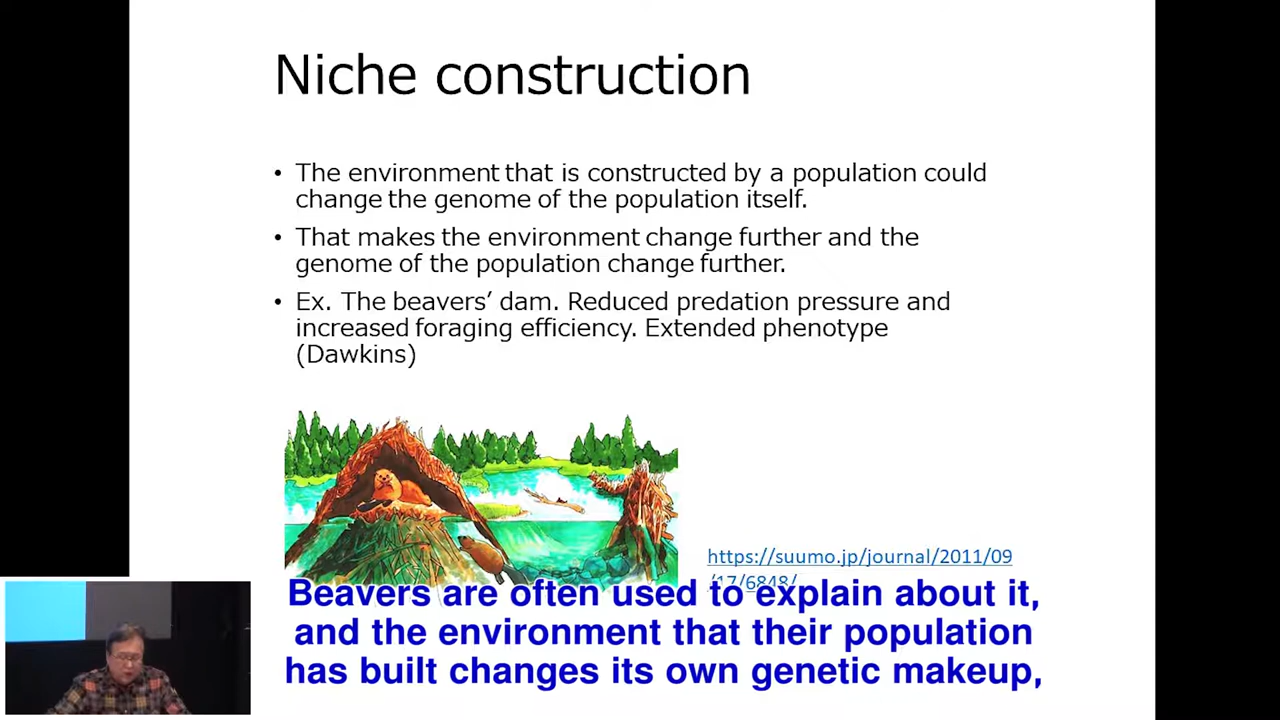 Niche construction
• The environment that is constructed by a population could
change the genome of the population itself.
• That makes the environment change further and the
genome of the population change further.
• Ex. The beavers’ dam. Reduced predation pressure and
increased foraging efficiency. Extended phenotype
(Dawkins)
https://suumo.jp/journal/2011/09
/17/6848/
Beavers are often used to explain about it,
and the environment that their population
has built changes its own genetic makeup,